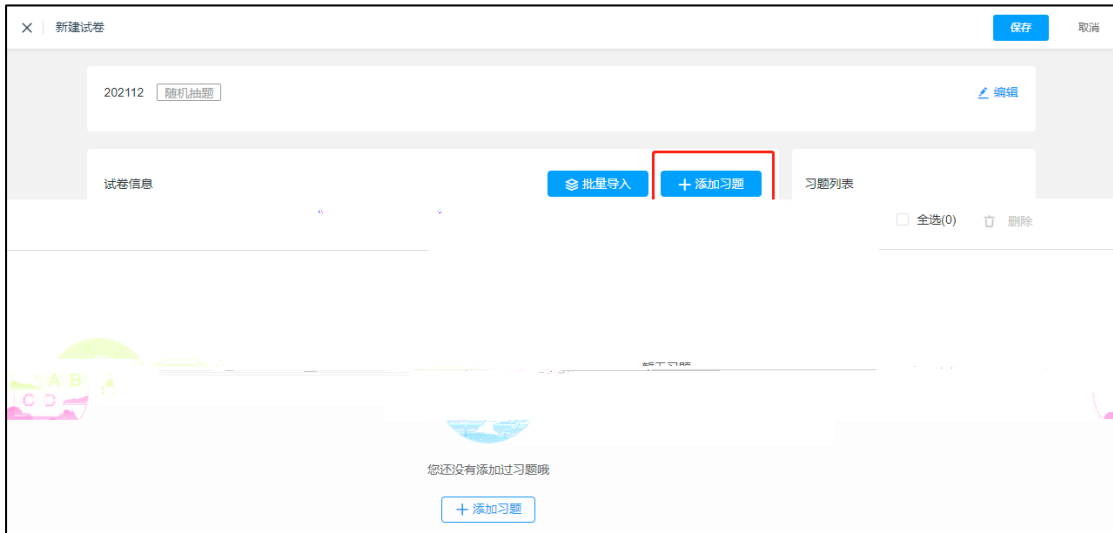 新建试卷
保存 取消
202112 随机抽题
编辑
试卷信息
批量导入
添加习题
习题列表
全选(0) 删除
A B
C D
您还没有添加过习题哦
添加习题